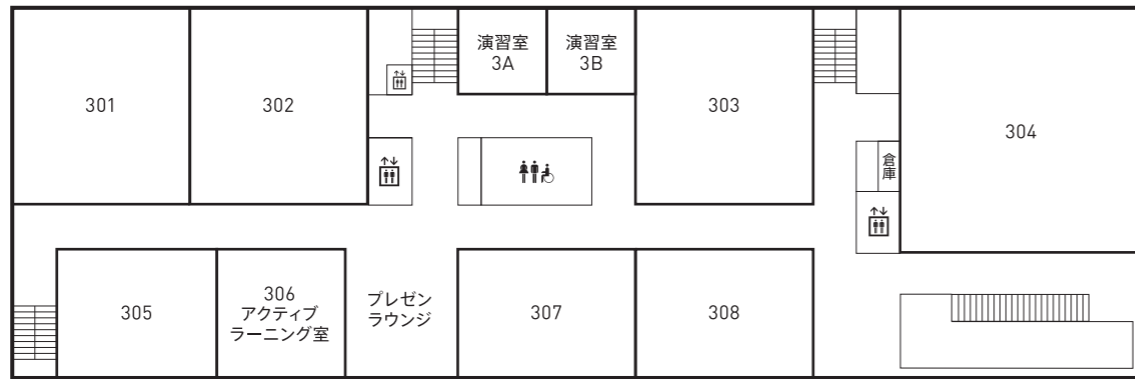 301
302
演習室
3A
演習室
3B
303
304
倉庫
305
306
アクティブ
ラーニング室
プレゼン
ラウンジ
307
308